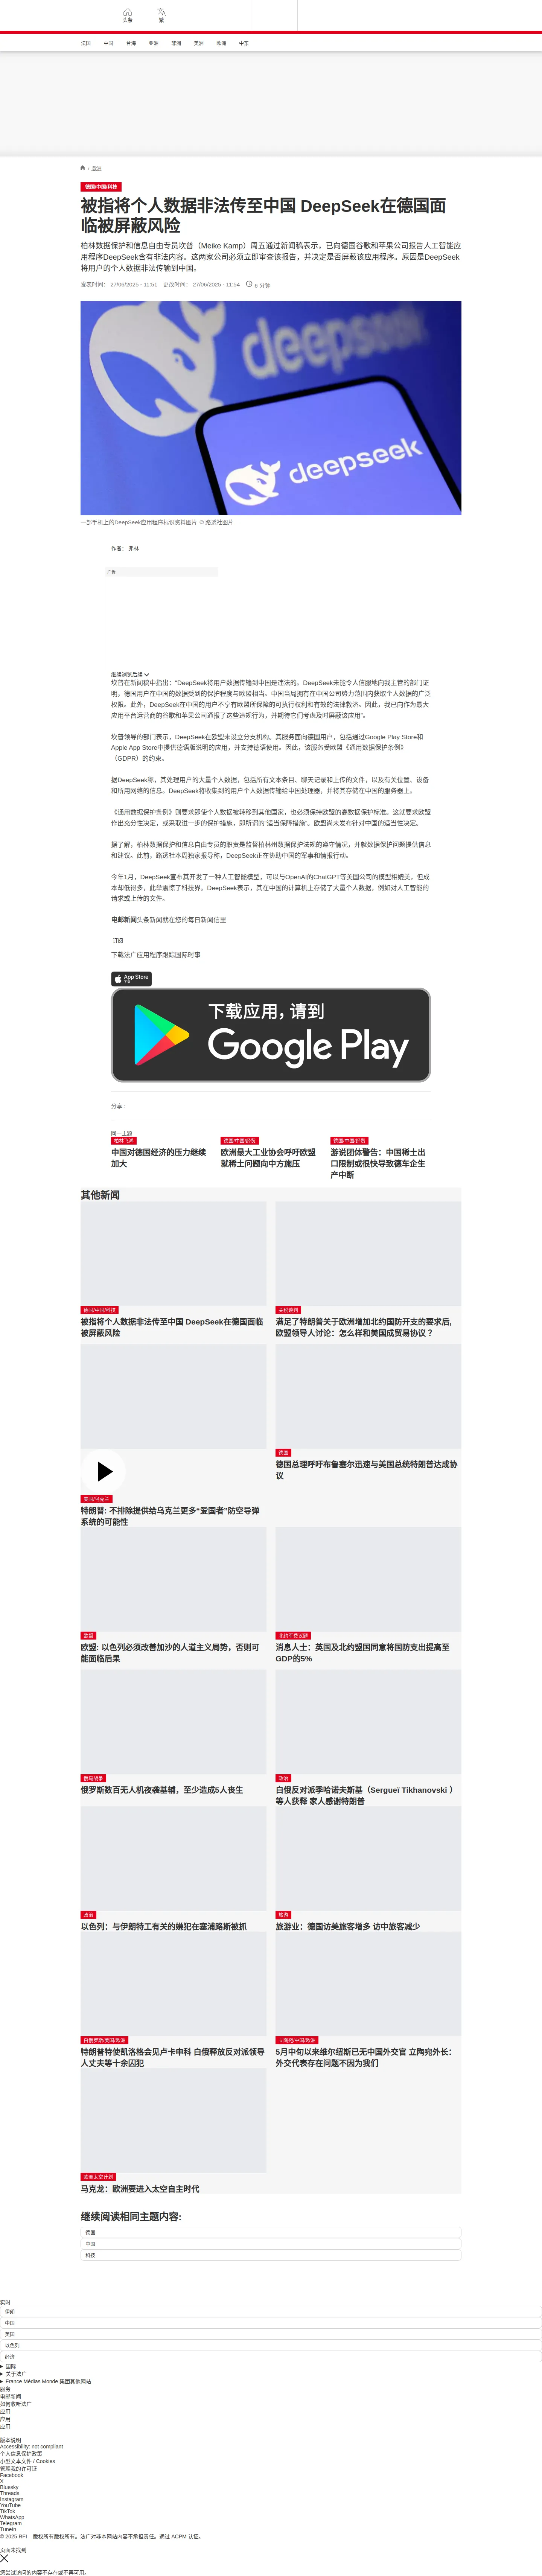 头条
繁
法国
中国
台海
亚洲
非洲
美洲
欧洲
中东
/ 欧洲
德国/中国/科技
被指将个人数据非法传至中国 DeepSeek在德国面
临被屏蔽风险
柏林数据保护和信息自由专员坎普（Meike Kamp）周五通过新闻稿表示，已向德国谷歌和苹果公司报告人工智能应
用程序DeepSeek含有非法内容。这两家公司必须立即审查该报告，并决定是否屏蔽该应用程序。原因是DeepSeek
将用户的个人数据非法传输到中国。
发表时间： 27/06/2025 - 11:51 更改时间： 27/06/2025 - 11:54 6 分钟
deepseek
deepseek
一部手机上的DeepSeek应用程序标识资料图片 © 路透社图片
作者： 弗林
广告
继续浏览后续
坎普在新闻稿中指出：“DeepSeek将用户数据传输到中国是违法的。DeepSeek未能令人信服地向我主管的部门证
明，德国用户在中国的数据受到的保护程度与欧盟相当。中国当局拥有在中国公司势力范围内获取个人数据的广泛
权限。此外，DeepSeek在中国的用户不享有欧盟所保障的可执行权利和有效的法律救济。因此，我已向作为最大
应用平台运营商的谷歌和苹果公司通报了这些违规行为，并期待它们考虑及时屏蔽该应用”。
坎普领导的部门表示，DeepSeek在欧盟未设立分支机构。其服务面向德国用户，包括通过Google Play Store和
Apple App Store中提供德语版说明的应用，并支持德语使用。因此，该服务受欧盟《通用数据保护条例》
（GDPR）的约束。
据DeepSeek称，其处理用户的大量个人数据，包括所有文本条目、聊天记录和上传的文件，以及有关位置、设备
和所用网络的信息。DeepSeek将收集到的用户个人数据传输给中国处理器，并将其存储在中国的服务器上。
《通用数据保护条例》则要求即使个人数据被转移到其他国家，也必须保持欧盟的高数据保护标准。这就要求欧盟
作出充分性决定，或采取进一步的保护措施，即所谓的“适当保障措施”。欧盟尚未发布针对中国的适当性决定。
据了解，柏林数据保护和信息自由专员的职责是监督柏林州数据保护法规的遵守情况，并就数据保护问题提供信息
和建议。此前，路透社本周独家报导称，DeepSeek正在协助中国的军事和情报行动。
今年1月，DeepSeek宣布其开发了一种人工智能模型，可以与OpenAI的ChatGPT等美国公司的模型相媲美，但成
本却低得多，此举震惊了科技界。DeepSeek表示，其在中国的计算机上存储了大量个人数据，例如对人工智能的
请求或上传的文件。
电邮新闻头条新闻就在您的每日新闻信里
订阅
下载法广应用程序跟踪国际时事
App Store
下载
下载应用，请到
Google Play
分享 :
同一主题
柏林飞鸿
中国对德国经济的压力继续
加大
德国/中国/经贸
欧洲最大工业协会呼吁欧盟
就稀土问题向中方施压
德国/中国/经贸
游说团体警告：中国稀土出
口限制或很快导致德车企生
产中断
其他新闻
德国/中国/科技
被指将个人数据非法传至中国 DeepSeek在德国面临
被屏蔽风险
关税谈判
满足了特朗普关于欧洲增加北约国防开支的要求后，
欧盟领导人讨论：怎么样和美国成贸易协议 ？
美国/乌克兰
特朗普: 不排除提供给乌克兰更多“爱国者”防空导弹
系统的可能性
德国
德国总理呼吁布鲁塞尔迅速与美国总统特朗普达成协
议
欧盟
欧盟: 以色列必须改善加沙的人道主义局势，否则可
能面临后果
北约军费议题
消息人士：英国及北约盟国同意将国防支出提高至
GDP的5%
俄乌战争
俄罗斯数百无人机夜袭基辅，至少造成5人丧生
政治
白俄反对派季哈诺夫斯基（Sergueï Tikhanovski ）
等人获释 家人感谢特朗普
政治
以色列：与伊朗特工有关的嫌犯在塞浦路斯被抓
旅游
旅游业：德国访美旅客增多 访中旅客减少
白俄罗斯/美国/欧洲
特朗普特使凯洛格会见卢卡申科 白俄释放反对派领导
人丈夫等十余囚犯
立陶宛/中国/欧洲
5月中旬以来维尔纽斯已无中国外交官 立陶宛外长：
外交代表存在问题不因为我们
欧洲太空计划
马克龙：欧洲要进入太空自主时代
继续阅读相同主题内容:
德国
中国
科技
实时
伊朗
中国
美国
以色列
经济
国际
关于法广
France Médias Monde 集团其他网站
服务
电邮新闻
如何收听法广
应用
应用
应用
版本说明
Accessibility: not compliant
个人信息保护政策
小型文本文件 / Cookies
管理我的许可证
Facebook
X
Bluesky
Threads
Instagram
YouTube
TikTok
WhatsApp
Telegram
TuneIn
© 2025 RFI – 版权所有版权所有。法广对非本网站内容不承担责任。通过 ACPM 认证。
页面未找到
您尝试访问的内容不存在或不再可用。